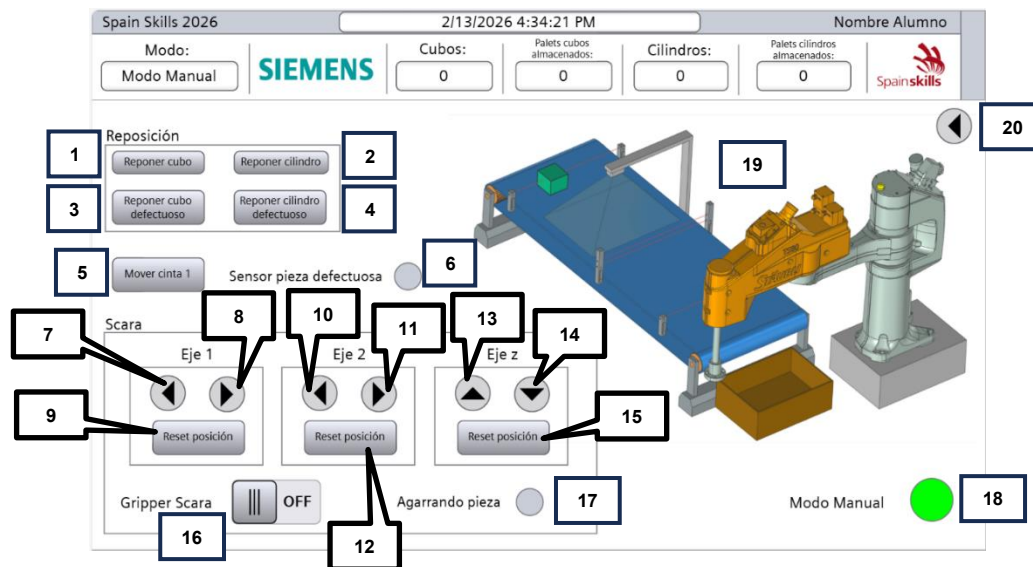 Spain Skills 2026
2/13/2026 4:34:21 PM
Nombre Alumno
Modo:
Modo Manual
SIEMENS
Cubos:
0
Palets cubos
almacenados:
0
Cilindros:
0
Palets cilindros
almacenados:
0
Spainskills
20
Reposición
1
Reponer cubo
Reponer cilindro
2
3
Reponer cubo
defectuoso
Reponer cilindro
defectuoso
4
19
5
Mover cinta 1
Sensor pieza defectuosa
6
Scara
7
8
10
11
13
14
Eje 1
Eje 2
Eje z
9
Reset posición
Reset posición
Reset posición
15
Gripper Scara
OFF
16
12
Agarrando pieza
17
Modo Manual
18